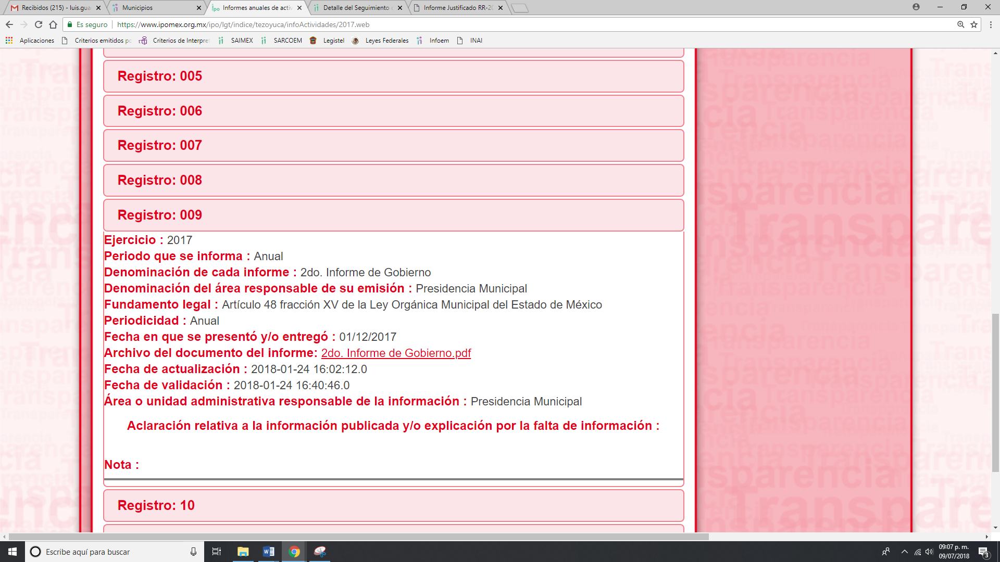 Recibidos (215) - luis.gua
Municipios
Informes anuales de activ
Detalle del Seguimiento
Informe Justificado RR-20
Es seguro
https://www.ipomex.org.mx/ipo/lgt/indice/tezoyuca/infoActividades/2017.web
Aplicaciones
Criterios emitidos po
Criterios de Interpret
SAIMEX
SARCOEM
Legistel
Leyes Federales
Infoem
INAI
Registro: 005
Registro: 006
Registro: 007
Registro: 008
Registro: 009
Ejercicio : 2017
Periodo que se informa : Anual
Denominación de cada informe : 2do. Informe de Gobierno
Denominación del área responsable de su emisión : Presidencia Municipal
Fundamento legal : Artículo 48 fracción XV de la Ley Orgánica Municipal del Estado de México
Periodicidad : Anual
Fecha en que se presentó y/o entregó : 01/12/2017
Archivo del documento del informe: 2do. Informe de Gobierno.pdf
Fecha de actualización : 2018-01-24 16:02:12.0
Fecha de validación : 2018-01-24 16:40:46.0
Área o unidad administrativa responsable de la información : Presidencia Municipal
Aclaración relativa a la información publicada y/o explicación por la falta de información :
Nota :
Registro: 10
Escribe aquí para buscar
09:07 p. m.
09/07/2018
3